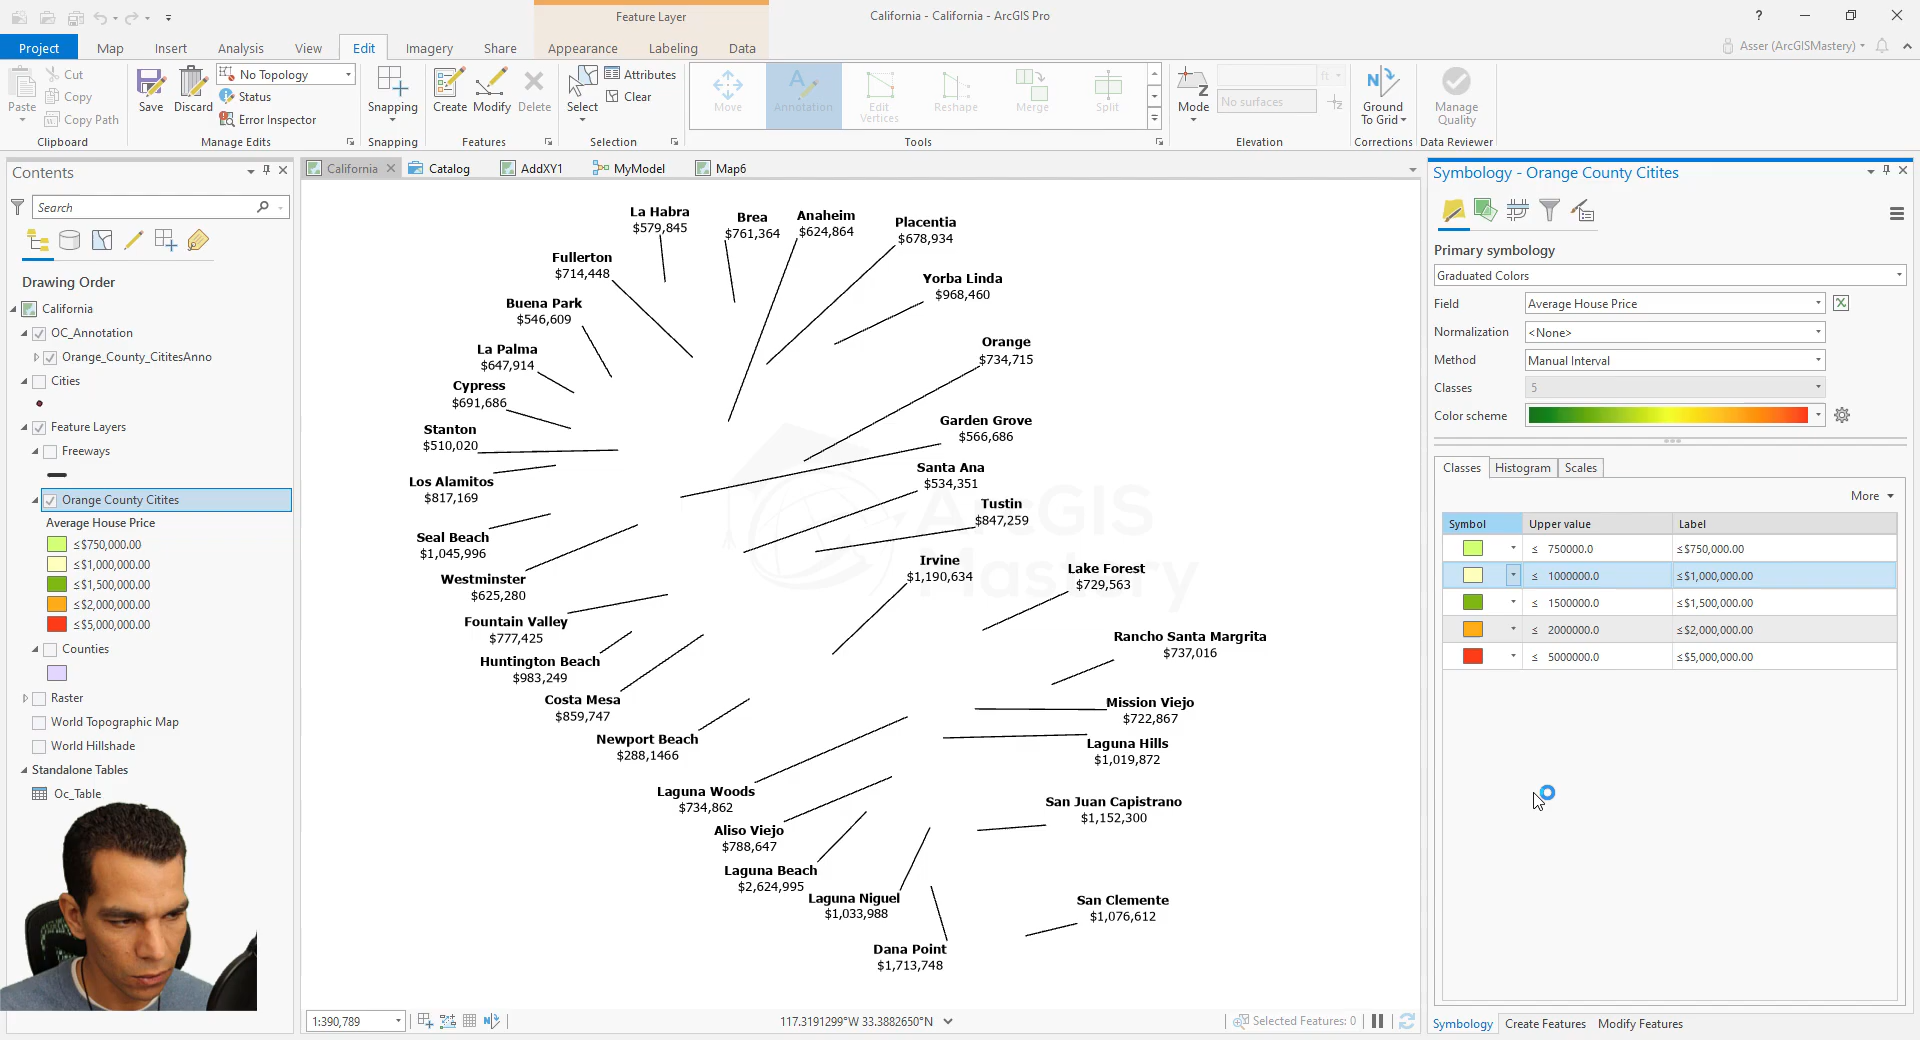 Feature Layer
California - California - ArcGIS Pro
?
Project
Map
Insert
Analysis
View
Edit
Imagery
Share
Appearance
Labeling
Data
Asser (ArcGISMastery)
Paste
Cut
Copy
Copy Path
Clipboard
Save
Discard
No Topology
Status
Error Inspector
Manage Edits
Snapping
Snapping
Create
Modify
Delete
Features
Select
Attributes
Clear
Selection
Move
Annotation
Edit
Vertices
Reshape
Merge
Split
Tools
Mode
ft
No surfaces
Elevation
Ground
To Grid
Corrections
Manage
Quality
Data Reviewer
Contents
Search
Drawing Order
California
OC_Annotation
Orange_County_CititesAnno
Cities
Feature Layers
Freeways
Orange County Citites
Average House Price
≤$750,000.00
≤$1,000,000.00
≤$1,500,000.00
≤$2,000,000.00
≤$5,000,000.00
Counties
Raster
World Topographic Map
World Hillshade
Standalone Tables
Oc_Table
California
Catalog
AddXY1
MyModel
Map6
La Habra
$579,845
Brea
$761,364
Anaheim
$624,864
Placentia
$678,934
Fullerton
$714,448
Yorba Linda
$968,460
Buena Park
$546,609
Orange
$734,715
La Palma
$647,914
Cypress
$691,686
Garden Grove
$566,686
Stanton
$510,020
Santa Ana
$534,351
Los Alamitos
$817,169
Tustin
$847,259
Seal Beach
$1,045,996
Irvine
$1,190,634
Lake Forest
$729,563
Westminster
$625,280
Fountain Valley
$777,425
Rancho Santa Margrita
$737,016
Huntington Beach
$983,249
Costa Mesa
$859,747
Mission Viejo
$722,867
Newport Beach
$288,1466
Laguna Hills
$1,019,872
Laguna Woods
$734,862
San Juan Capistrano
$1,152,300
Aliso Viejo
$788,647
Laguna Beach
$2,624,995
Laguna Niguel
$1,033,988
San Clemente
$1,076,612
Dana Point
$1,713,748
ArcGIS
Mastery
1:390,789
117.3191299°W 33.3882650°N
Selected Features: 0
Symbology - Orange County Citites
Primary symbology
Graduated Colors
Field
Average House Price
Normalization
<None>
Method
Manual Interval
Classes
5
Color scheme
Classes
Histogram
Scales
More
Symbol
Upper value
Label
≤ 750000.0
≤$750,000.00
≤ 1000000.0
≤$1,000,000.00
≤ 1500000.0
≤$1,500,000.00
≤ 2000000.0
≤$2,000,000.00
≤ 5000000.0
≤$5,000,000.00
Symbology
Create Features
Modify Features